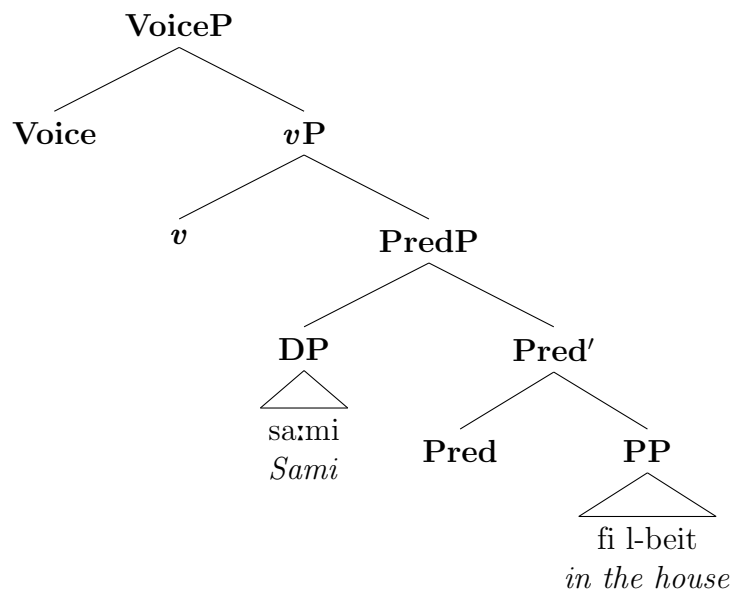 VoiceP
Voice vP
v PredP
DP Pred′
saːmi
Sami
Pred PP
fi l-beit
in the house